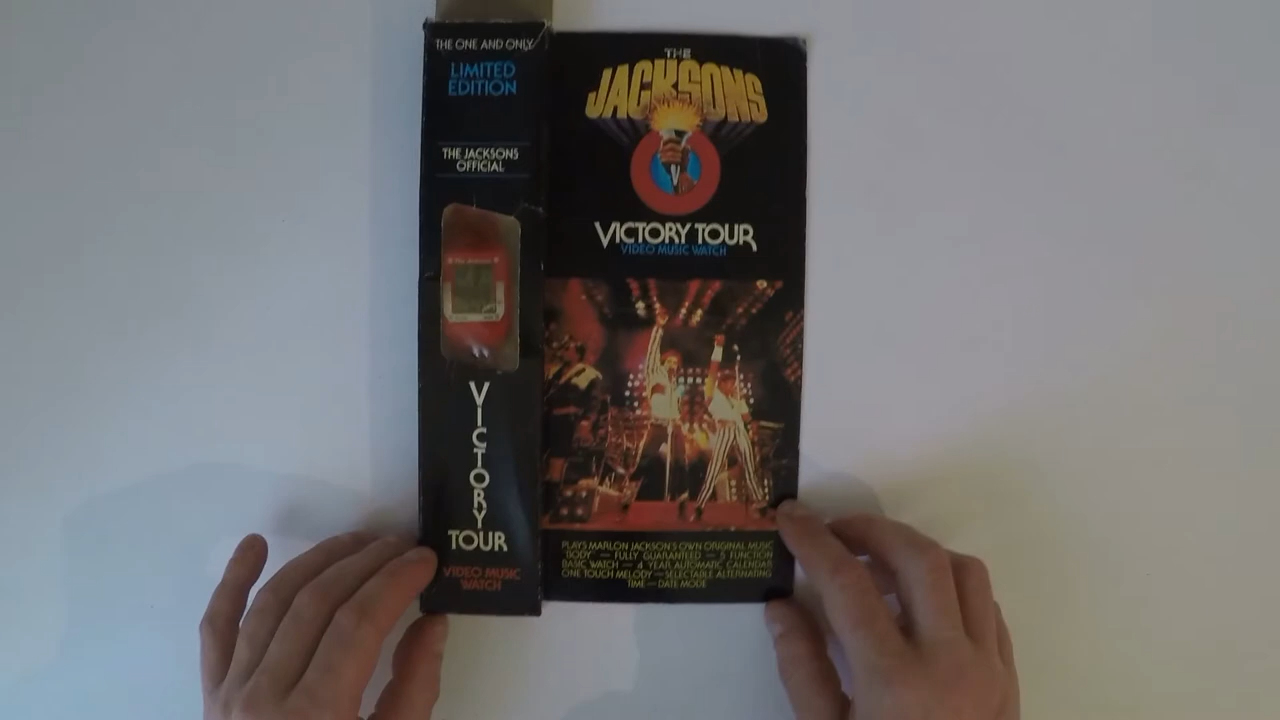 THE ONE AND ONLY
LIMITED
EDITION
THE JACKSONS
OFFICIAL
VICTORY
TOUR
VIDEO MUSIC
WATCH
THE
JACKSONS
VICTORY TOUR
VIDEO MUSIC WATCH
PLAYS MARLON JACKSON'S OWN ORIGINAL MUSIC
"BODY" — FULLY GUARANTEED — 5 FUNCTION
BASIC WATCH — 4 YEAR AUTOMATIC CALENDAR
ONE TOUCH MELODY — SELECTABLE ALTERNATING
TIME — DATE MODE